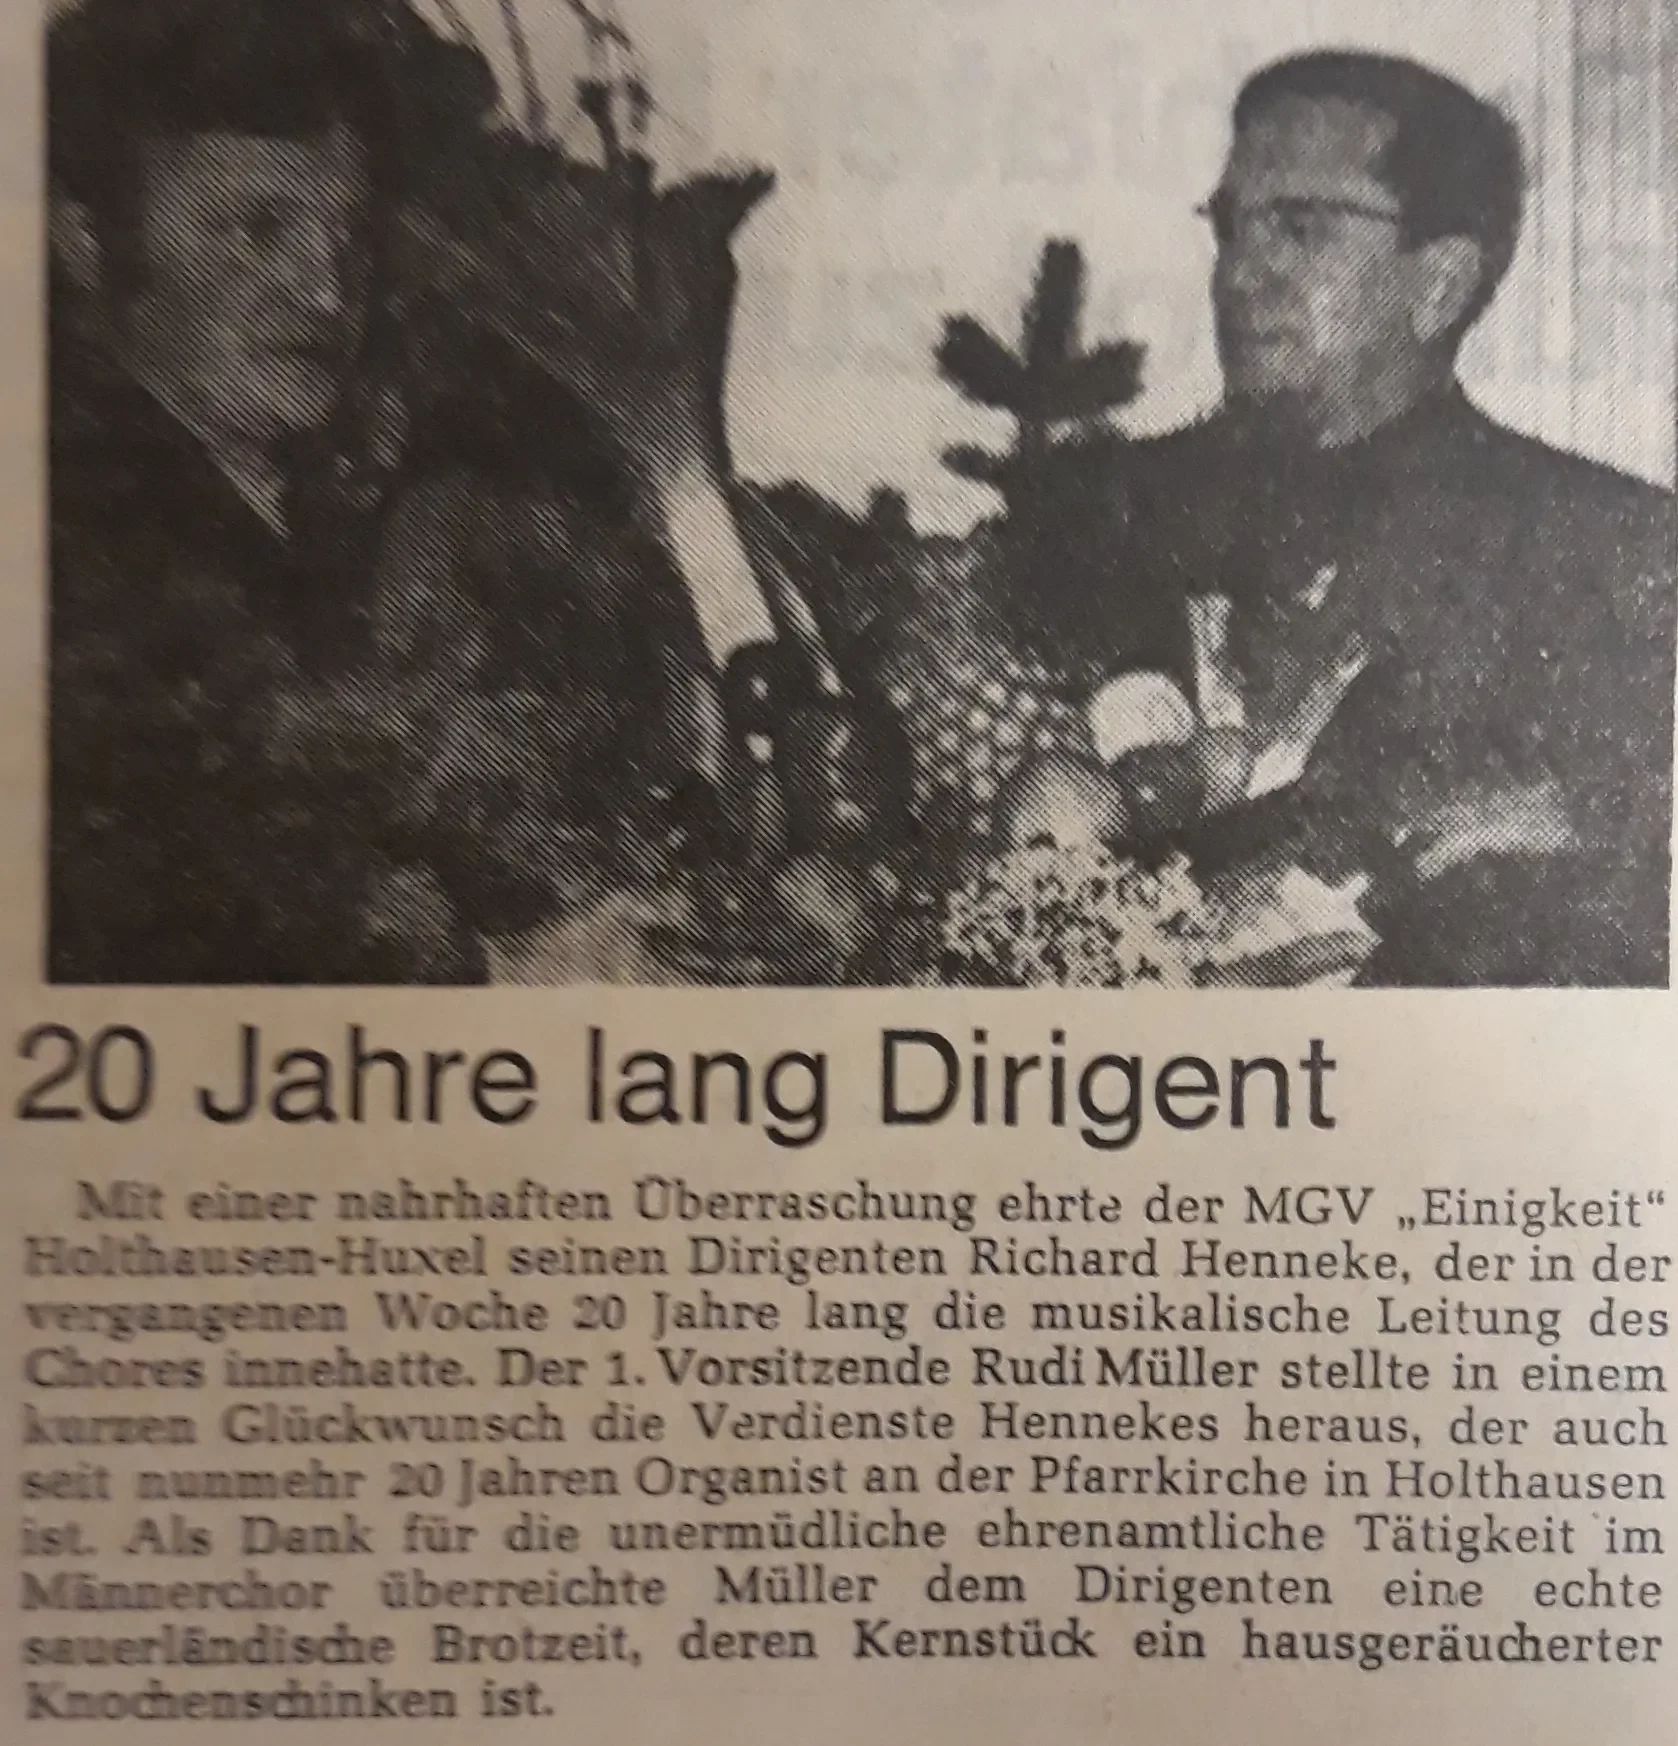 20 Jahre lang Dirigent
Mit einer nahrhaften Überraschung ehrte der MGV „Einigkeit“
Holthausen-Huxel seinen Dirigenten Richard Henneke, der in der
vergangenen Woche 20 Jahre lang die musikalische Leitung des
Chores innehatte. Der 1. Vorsitzende Rudi Müller stellte in einem
kurzen Glückwunsch die Verdienste Hennekes heraus, der auch
seit nunmehr 20 Jahren Organist an der Pfarrkirche in Holthausen
ist. Als Dank für die unermüdliche ehrenamtliche Tätigkeit im
Männerchor überreichte Müller dem Dirigenten eine echte
sauerländische Brotzeit, deren Kernstück ein hausgeräucherter
Knochenschinken ist.